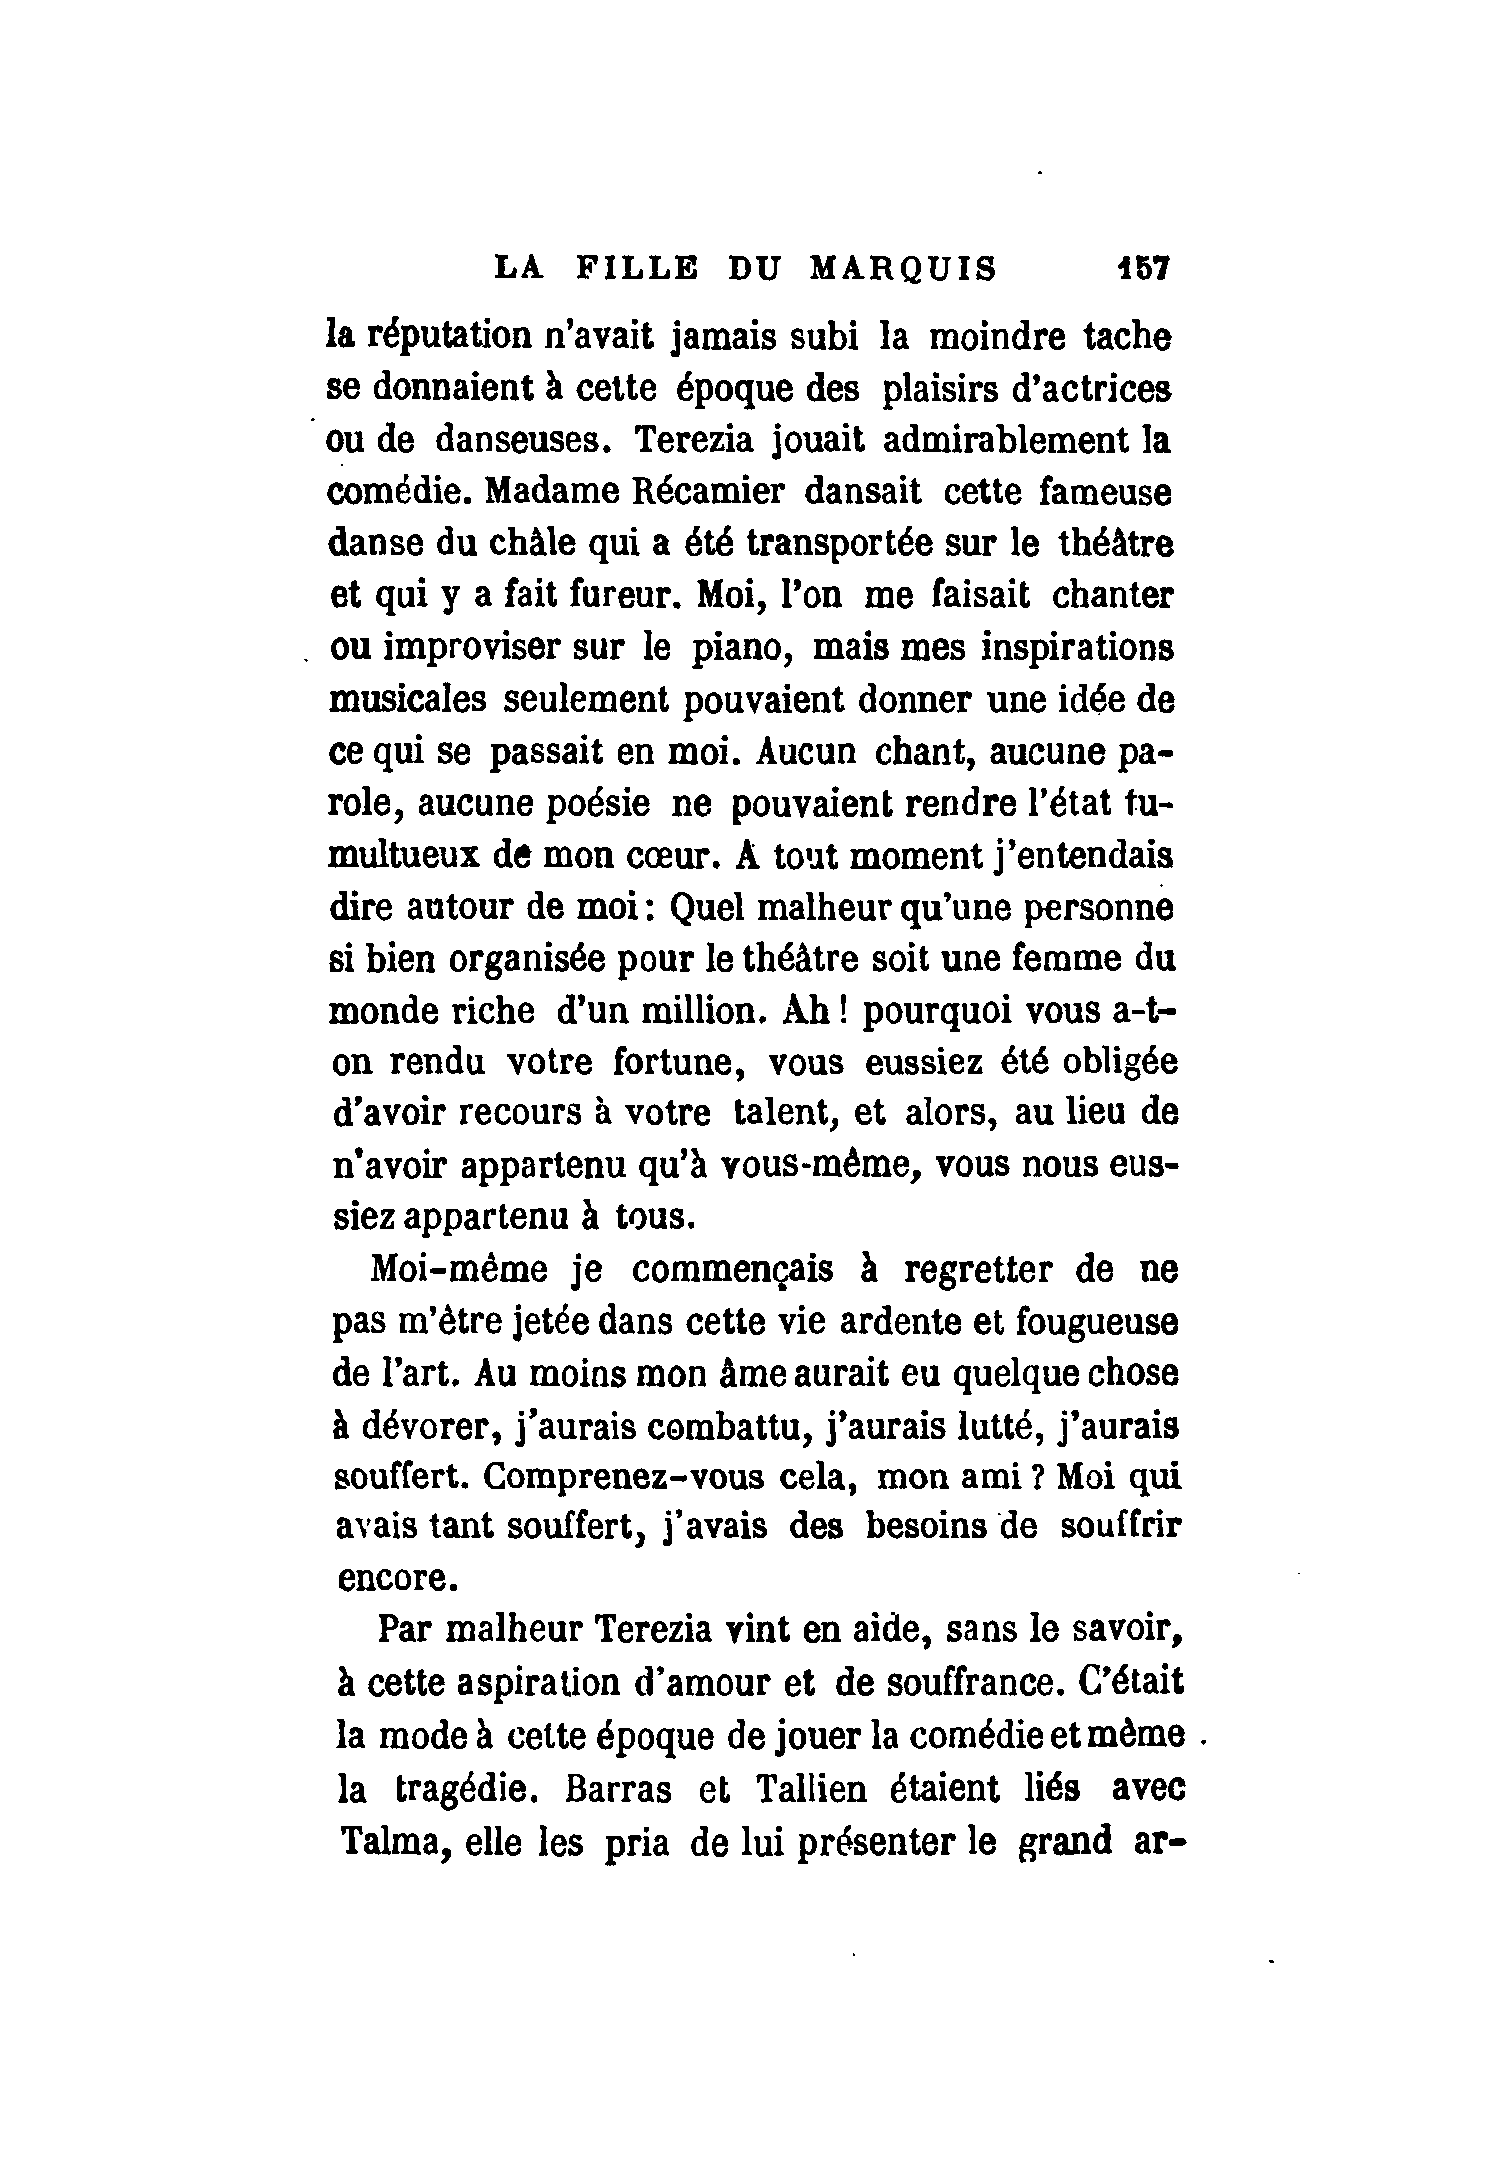 LA FILLE DU MARQUIS 157
la réputation n'avait jamais subi la moindre tache
se donnaient à cette époque des plaisirs d'actrices
ou de danseuses. Terezia jouait admirablement la
comédie. Madame Récamier dansait cette fameuse
danse du châle qui a été transportée sur le théâtre
et qui y a fait fureur. Moi, l'on me faisait chanter
ou improviser sur le piano, mais mes inspirations
musicales seulement pouvaient donner une idée de
ce qui se passait en moi. Aucun chant, aucune pa-
role, aucune poésie ne pouvaient rendre l'état tu-
multueux de mon cœur. A tout moment j'entendais
dire autour de moi: Quel malheur qu'une personne
si bien organisée pour le théâtre soit une femme du
monde riche d'un million. Ah! pourquoi vous a-t-
on rendu votre fortune, vous eussiez été obligée
d'avoir recours à votre talent, et alors, au lieu de
n'avoir appartenu qu'à vous-même, vous nous eus-
siez appartenu à tous.
Moi-même je commençais à regretter de ne
pas m'être jetée dans cette vie ardente et fougueuse
de l'art. Au moins mon âme aurait eu quelque chose
à dévorer, j'aurais combattu, j'aurais lutté, j'aurais
souffert. Comprenez-vous cela, mon ami? Moi qui
avais tant souffert, j'avais des besoins de souffrir
encore.
Par malheur Terezia vint en aide, sans le savoir,
à cette aspiration d'amour et de souffrance. C'était
la mode à cette époque de jouer la comédie et même
la tragédie. Barras et Tallien étaient liés avec
Talma, elle les pria de lui présenter le grand ar-